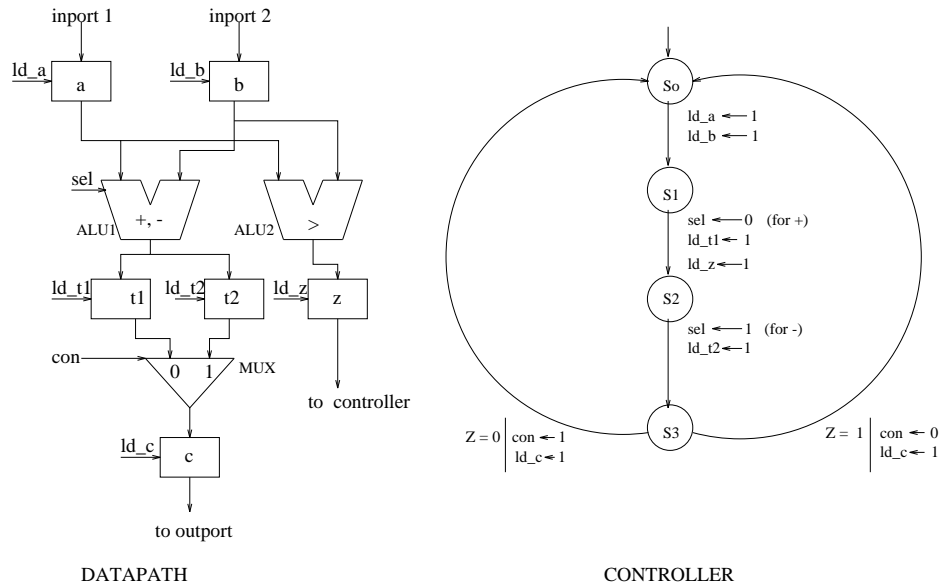 inport 1
inport 2
ld_a
a
ld_b
b
sel
+, -
ALU1
>
ALU2
ld_t1
t1
ld_t2
t2
ld_z
z
con
0 1
MUX
to controller
ld_c
c
to outport
DATAPATH
So
ld_a 1
ld_b 1
S1
sel 0 (for +)
ld_t1 1
ld_z 1
S2
sel 1 (for -)
ld_t2 1
S3
Z = 0
con 1
ld_c 1
Z = 1
con 0
ld_c 1
CONTROLLER